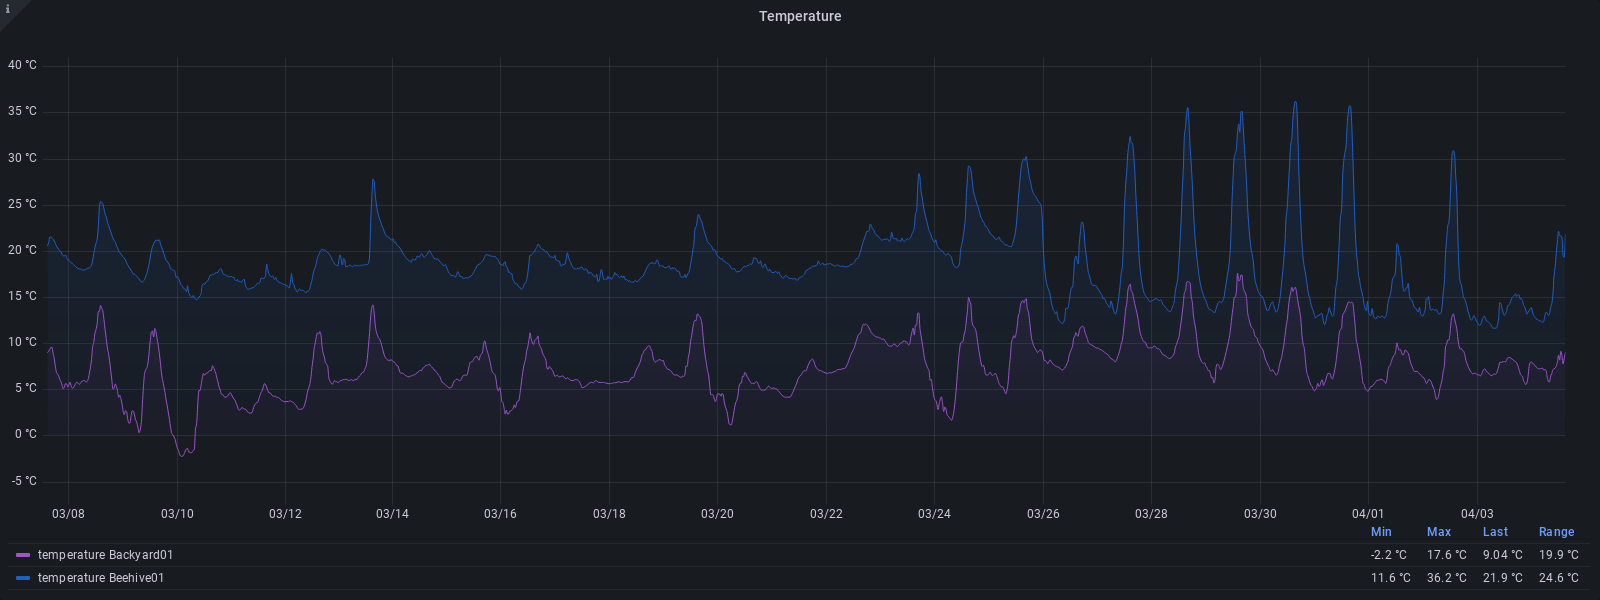 i
Temperature
40 °C
35 °C
30 °C
25 °C
20 °C
15 °C
10 °C
5 °C
0 °C
-5 °C
03/08 03/10 03/12 03/14 03/16 03/18 03/20 03/22 03/24 03/26 03/28 03/30 04/01 04/03
Min Max Last Range
temperature Backyard01 -2.2 °C 17.6 °C 9.04 °C 19.9 °C
temperature Beehive01 11.6 °C 36.2 °C 21.9 °C 24.6 °C